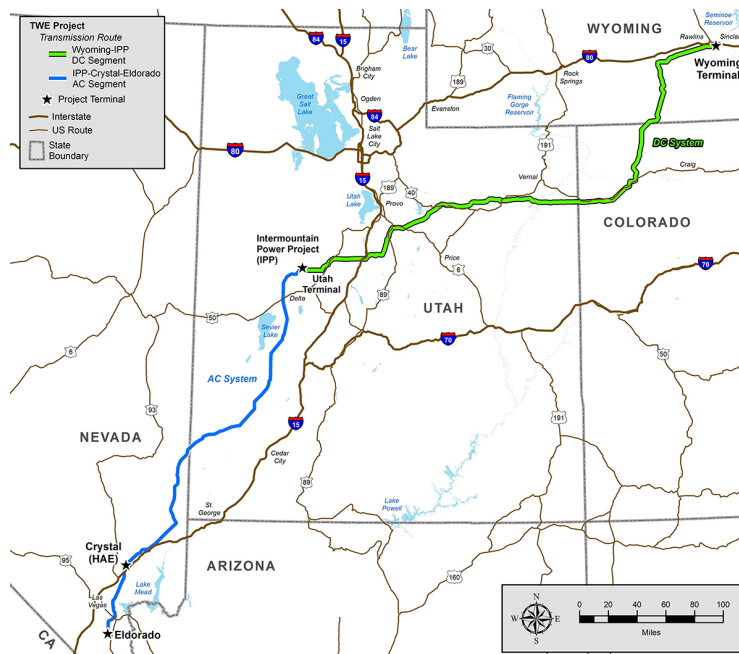 TWE Project
Transmission Route
Wyoming-IPP
DC Segment
IPP-Crystal-Eldorado
AC Segment
Project Terminal
Interstate
US Route
State
Boundary
WYOMING
Seminoe
Reservoir
Rawlins
Sinclair
Wyoming
Terminal
84
15
Bear
Lake
30
80
Rock
Springs
189
Brigham
City
Ogden
Great
Salt
Lake
84
Salt
Lake
City
Evanston
Flaming
Gorge
Reservoir
191
80
DC System
Craig
Vernal
15
189
40
Utah
Lake
Provo
COLORADO
Intermountain
Power Project
(IPP)
Utah
Terminal
Delta
Price
6
70
89
UTAH
50
Sevier
Lake
6
70
50
AC System
93
15
191
NEVADA
Cedar
City
89
St.
George
Lake
Powell
Crystal
(HAE)
95
ARIZONA
Lake
Mead
160
Las
Vegas
Eldorado
CA
N
W
E
S
0 20 40 60 80 100
Miles